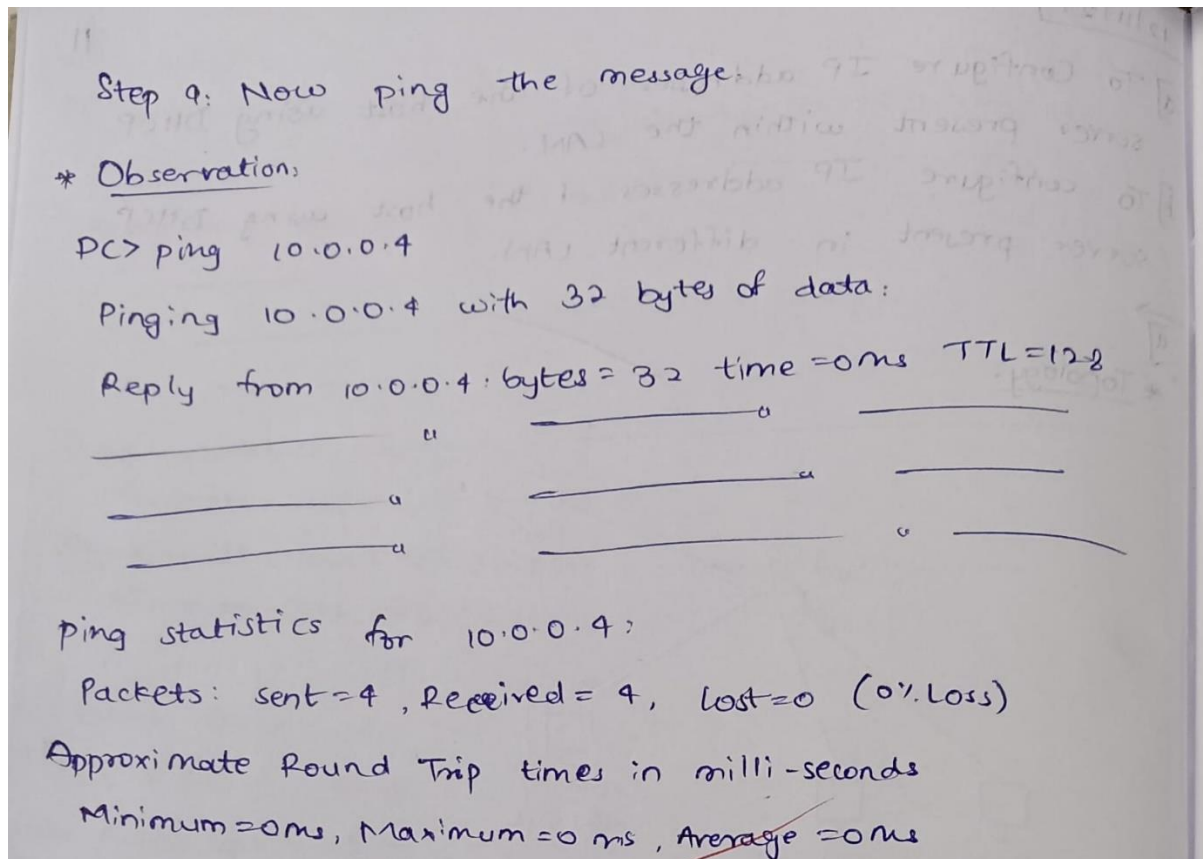 11
Step 9: Now ping the message:
* Observation:
PC> ping 10.0.0.4
Pinging 10.0.0.4 with 32 bytes of data:
Reply from 10.0.0.4: bytes = 32 time =0ms TTL=128
——— " ——— " ———
——— " ——— " ———
——— " ——— " ———
Ping statistics for 10.0.0.4:
Packets: sent=4, Received = 4, Lost=0 (0% Loss)
Approximate Round Trip times in milli-seconds
Minimum=0ms, Maximum =0 ms, Average =0ms